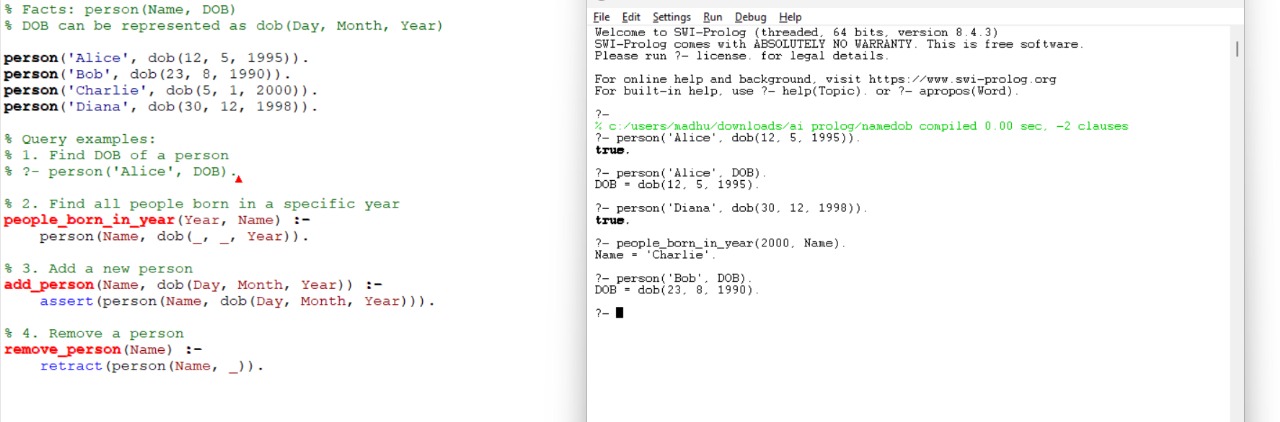 % Facts: person(Name, DOB)
% DOB can be represented as dob(Day, Month, Year)
person('Alice', dob(12, 5, 1995)).
person('Bob', dob(23, 8, 1990)).
person('Charlie', dob(5, 1, 2000)).
person('Diana', dob(30, 12, 1998)).
% Query examples:
% 1. Find DOB of a person
% ?- person('Alice', DOB).
% 2. Find all people born in a specific year
people_born_in_year(Year, Name) :-
    person(Name, dob(_, _, Year)).
% 3. Add a new person
add_person(Name, dob(Day, Month, Year)) :-
    assert(person(Name, dob(Day, Month, Year))).
% 4. Remove a person
remove_person(Name) :-
    retract(person(Name, _)).
File Edit Settings Run Debug Help
Welcome to SWI-Prolog (threaded, 64 bits, version 8.4.3)
SWI-Prolog comes with ABSOLUTELY NO WARRANTY. This is free software.
Please run ?- license. for legal details.
For online help and background, visit https://www.swi-prolog.org
For built-in help, use ?- help(Topic). or ?- apropos(Word).
?-
% c:/users/madhu/downloads/ai prolog/namedob compiled 0.00 sec, -2 clauses
?- person('Alice', dob(12, 5, 1995)).
true.
?- person('Alice', DOB).
DOB = dob(12, 5, 1995).
?- person('Diana', dob(30, 12, 1998)).
true.
?- people_born_in_year(2000, Name).
Name = 'Charlie'.
?- person('Bob', DOB).
DOB = dob(23, 8, 1990).
?-